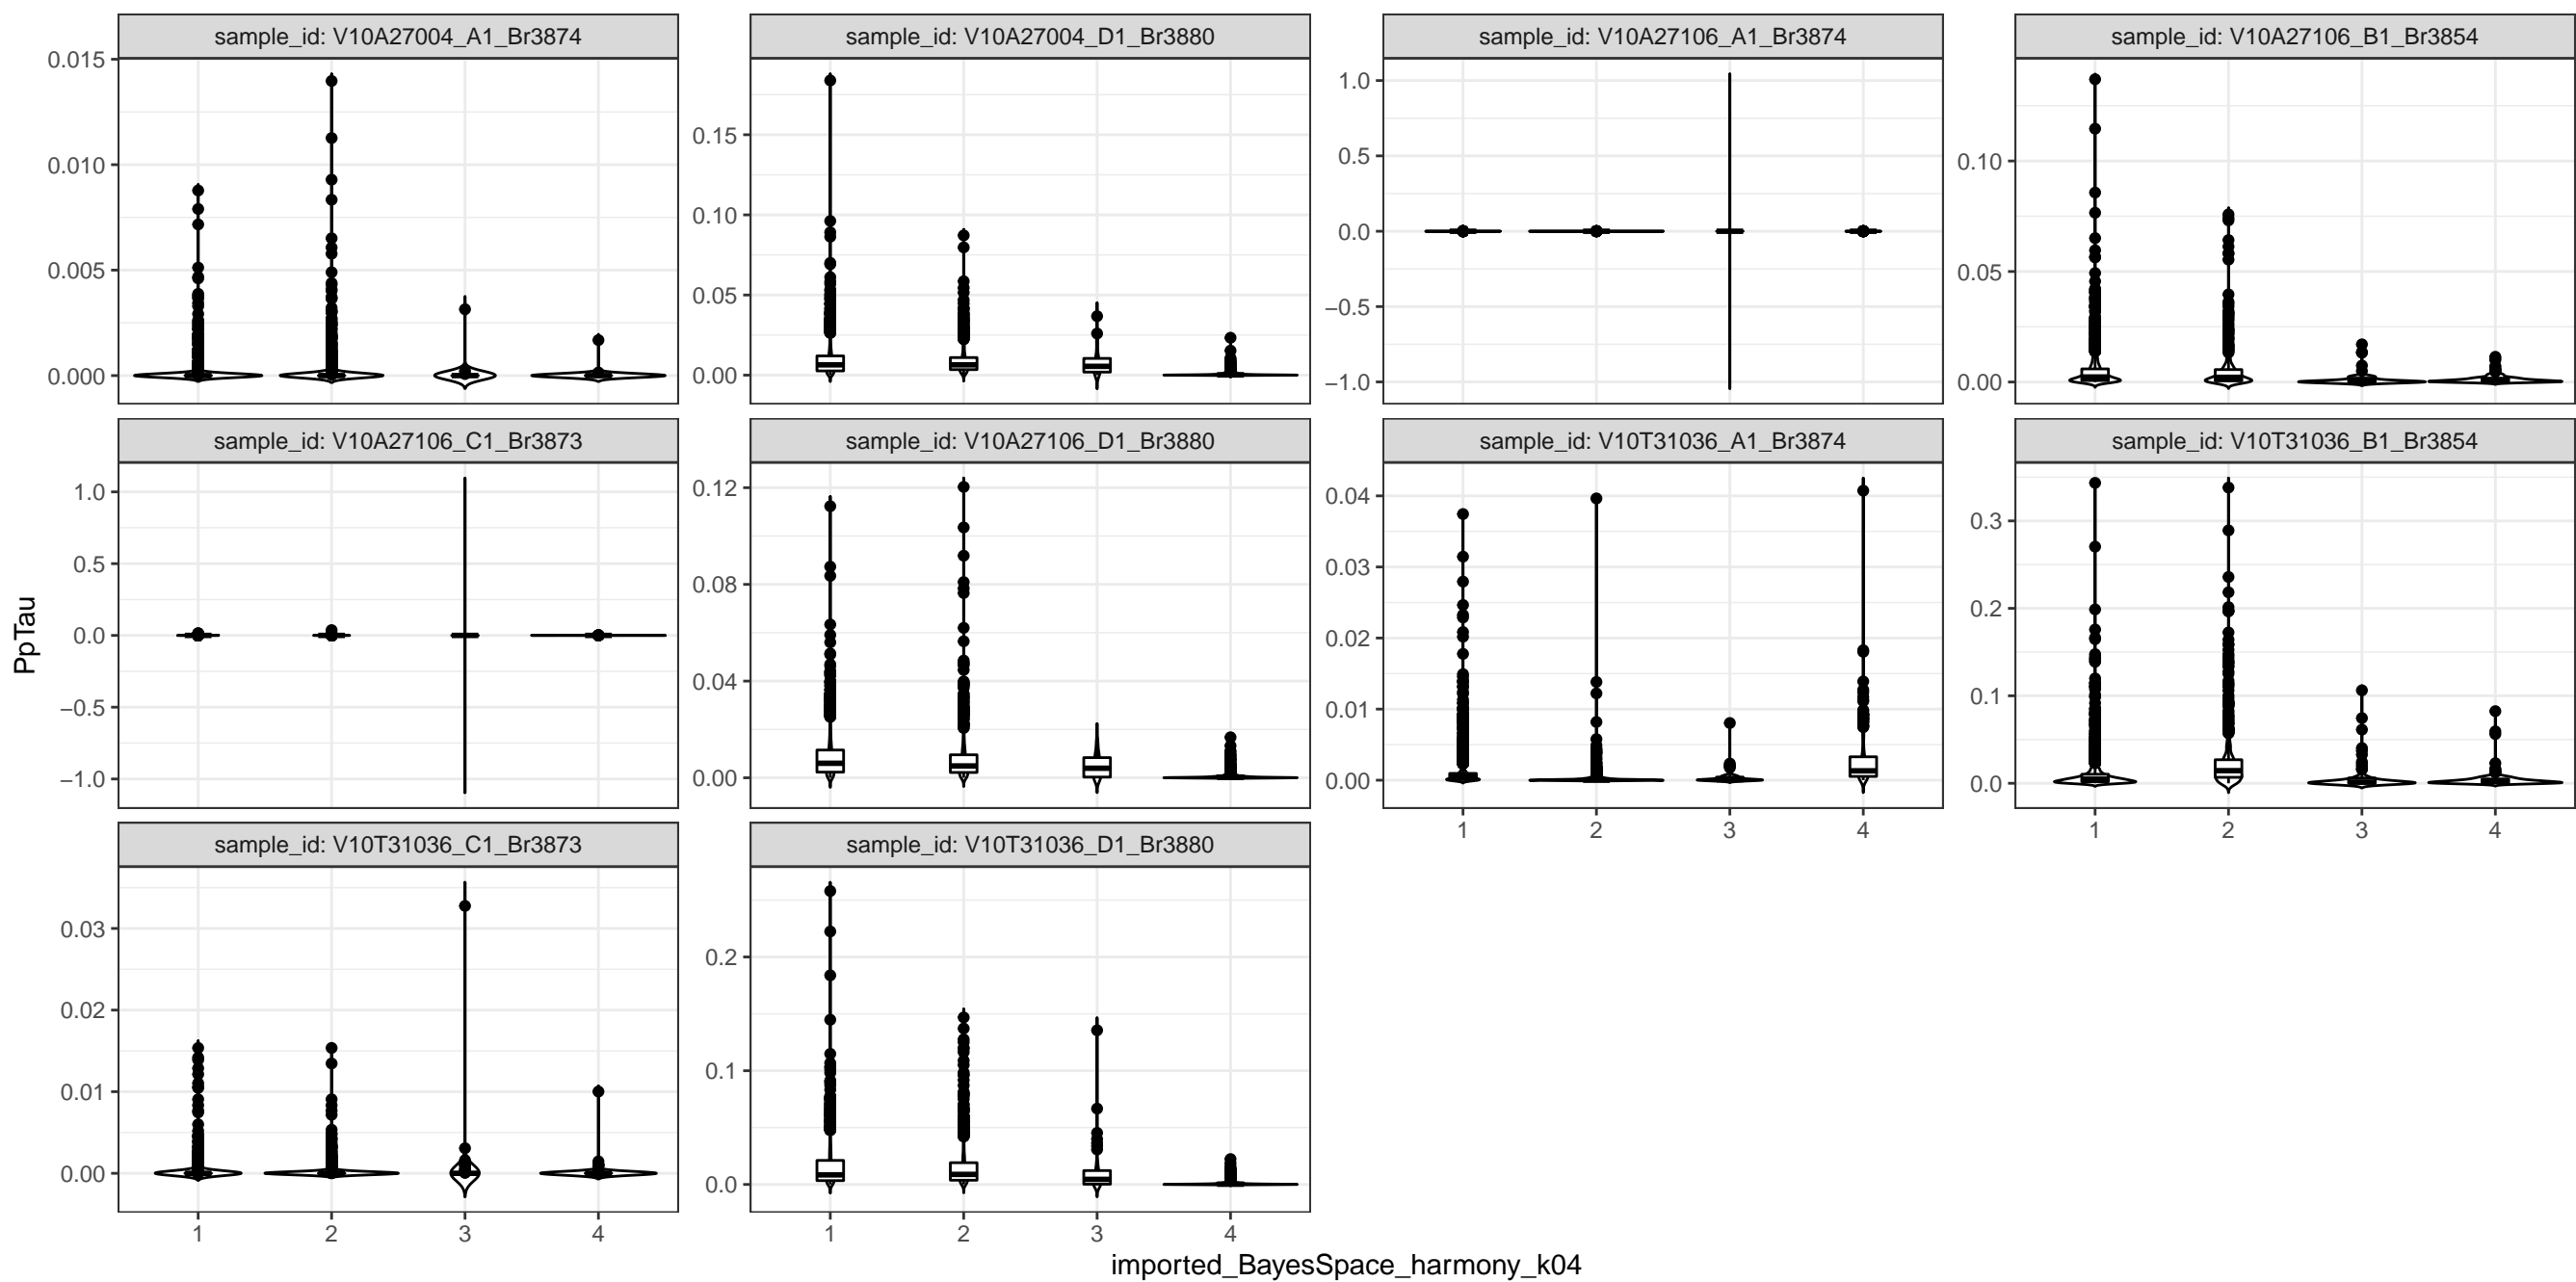 sample_id: V10A27004_A1_Br3874
sample_id: V10A27004_D1_Br3880
sample_id: V10A27106_A1_Br3874
sample_id: V10A27106_B1_Br3854
0.015
0.010
0.005
0.000
0.15
0.10
0.05
0.00
1.0
0.5
0.0
−0.5
−1.0
0.10
0.05
0.00
sample_id: V10A27106_C1_Br3873
sample_id: V10A27106_D1_Br3880
sample_id: V10T31036_A1_Br3874
sample_id: V10T31036_B1_Br3854
1.0
0.5
0.0
−0.5
−1.0
0.12
0.08
0.04
0.00
0.04
0.03
0.02
0.01
0.00
0.3
0.2
0.1
0.0
1 2 3 4
1 2 3 4
sample_id: V10T31036_C1_Br3873
sample_id: V10T31036_D1_Br3880
0.03
0.02
0.01
0.00
0.2
0.1
0.0
1 2 3 4
1 2 3 4
PpTau
imported_BayesSpace_harmony_k04